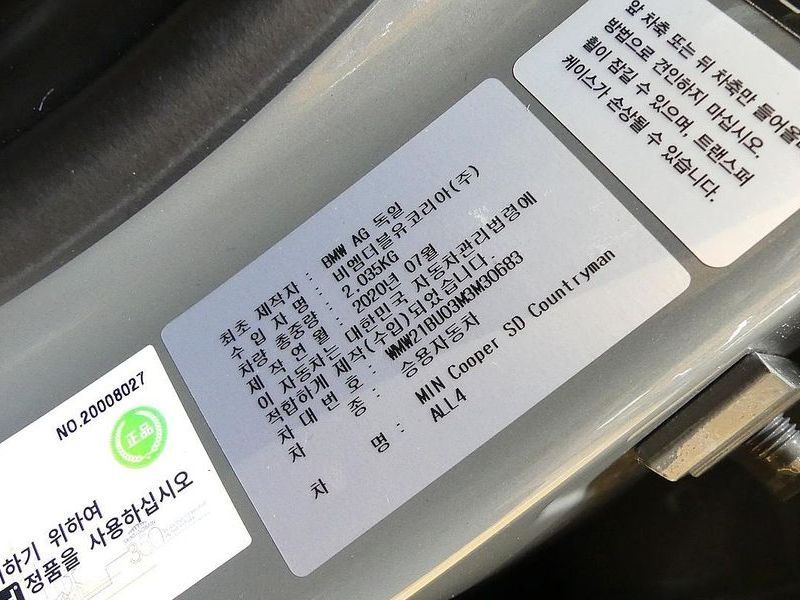 최초 제작자 : BMW AG 독일
수 입 자 명 : 비엠더블유코리아(주)
차량 총중량 : 2,035KG
제 작 연 월 : 2020년 07월
이 자동차는 대한민국 자동차관리법령에
적합하게 제작(수입)되었습니다.
차 대 번 호 : WMW21BU03M3M30683
차 종 : 승용자동차
차 명 : MIN Cooper SD Countryman
ALL4
앞 차축 또는 뒤 차축만 들어올
방법으로 견인하지 마십시오.
휠이 잠길 수 있으며, 트랜스퍼
케이스가 손상될 수 있습니다.
NO.20008027
正品
하기 위하여
정품을 사용하십시오